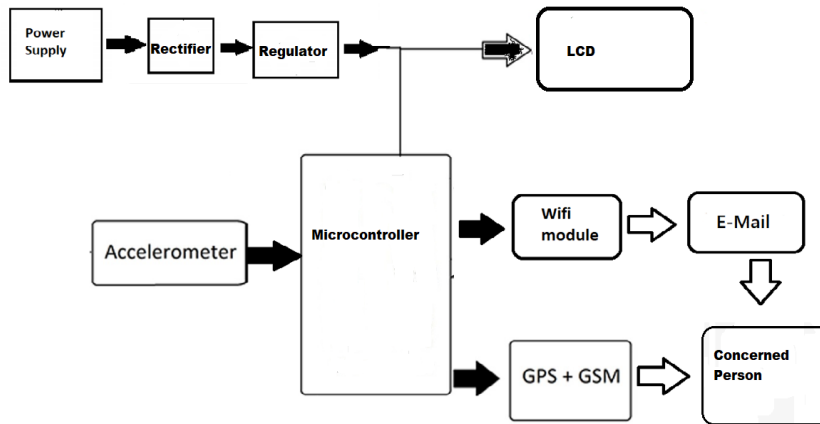 Power
Supply
Rectifier
Regulator
LCD
Accelerometer
Microcontroller
Wifi
module
E-Mail
GPS + GSM
Concerned
Person